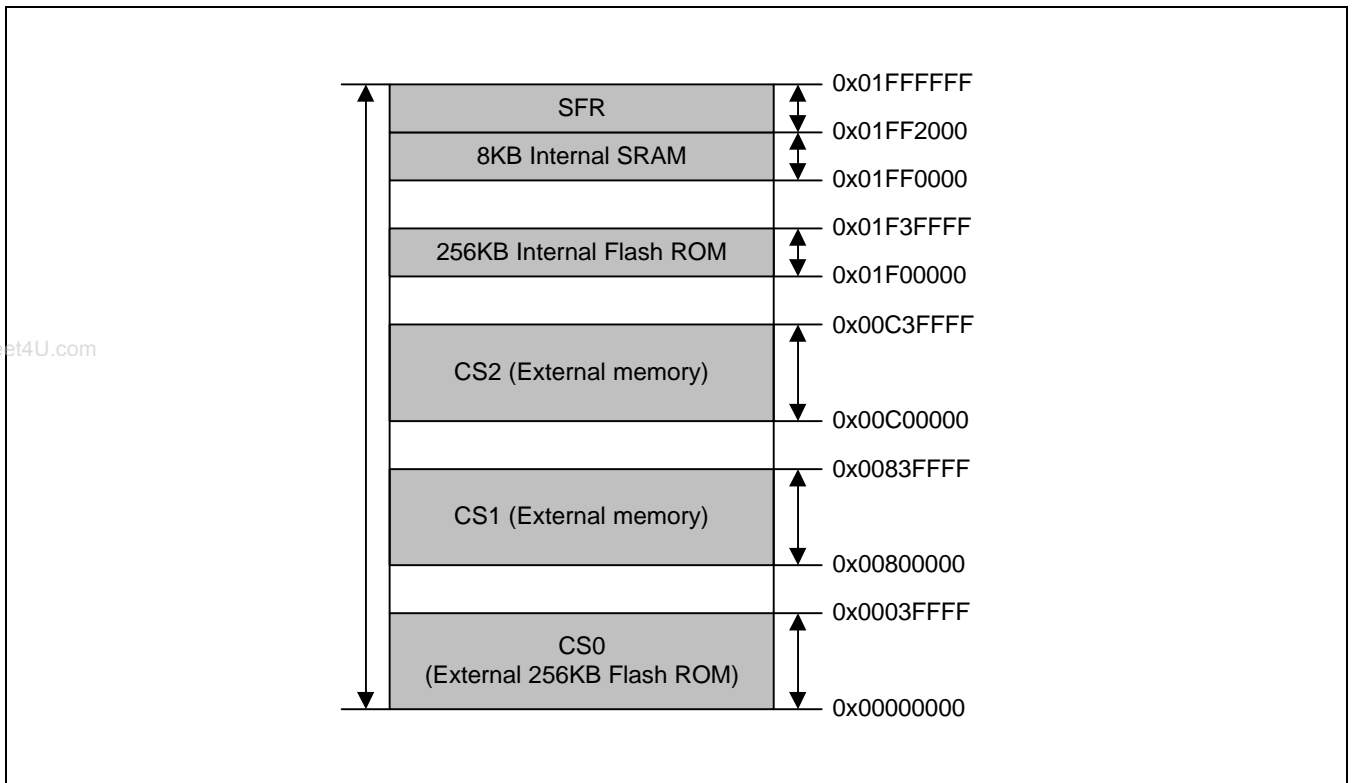 0x01FFFFFF
SFR
0x01FF2000
8KB Internal SRAM
0x01FF0000
0x01F3FFFF
256KB Internal Flash ROM
0x01F00000
0x00C3FFFF
et4U.com
CS2 (External memory)
0x00C00000
0x0083FFFF
CS1 (External memory)
0x00800000
0x0003FFFF
CS0
(External 256KB Flash ROM)
0x00000000